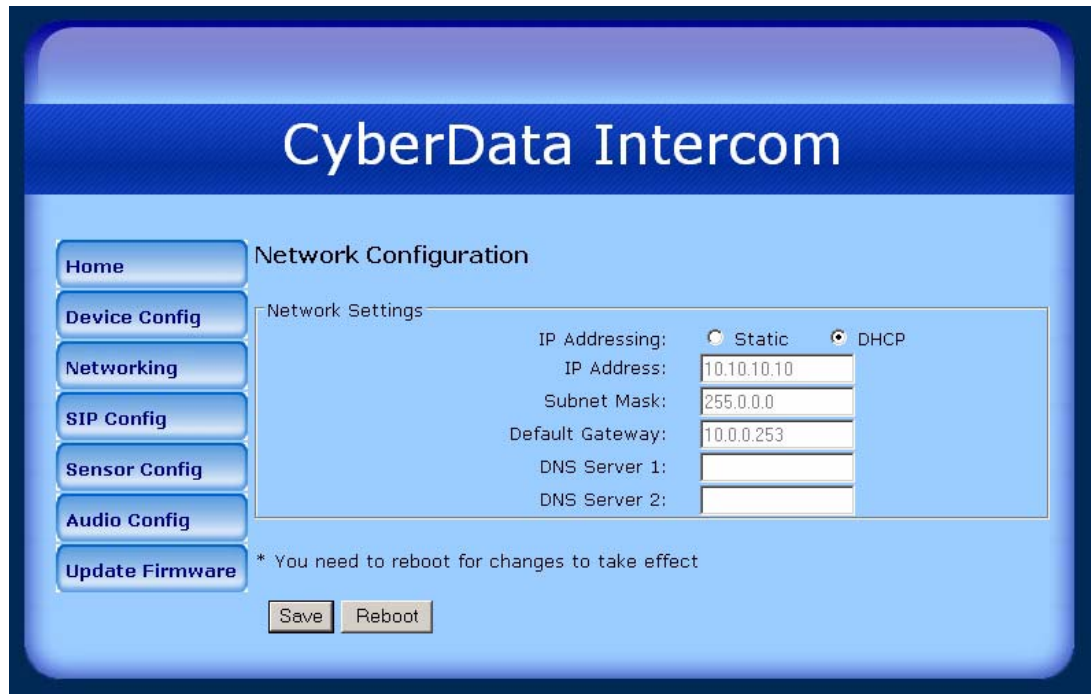 CyberData Intercom
Home
Device Config
Networking
SIP Config
Sensor Config
Audio Config
Update Firmware
Network Configuration
Network Settings
IP Addressing: Static DHCP
IP Address: 10.10.10.10
Subnet Mask: 255.0.0.0
Default Gateway: 10.0.0.253
DNS Server 1:
DNS Server 2:
* You need to reboot for changes to take effect
Save Reboot